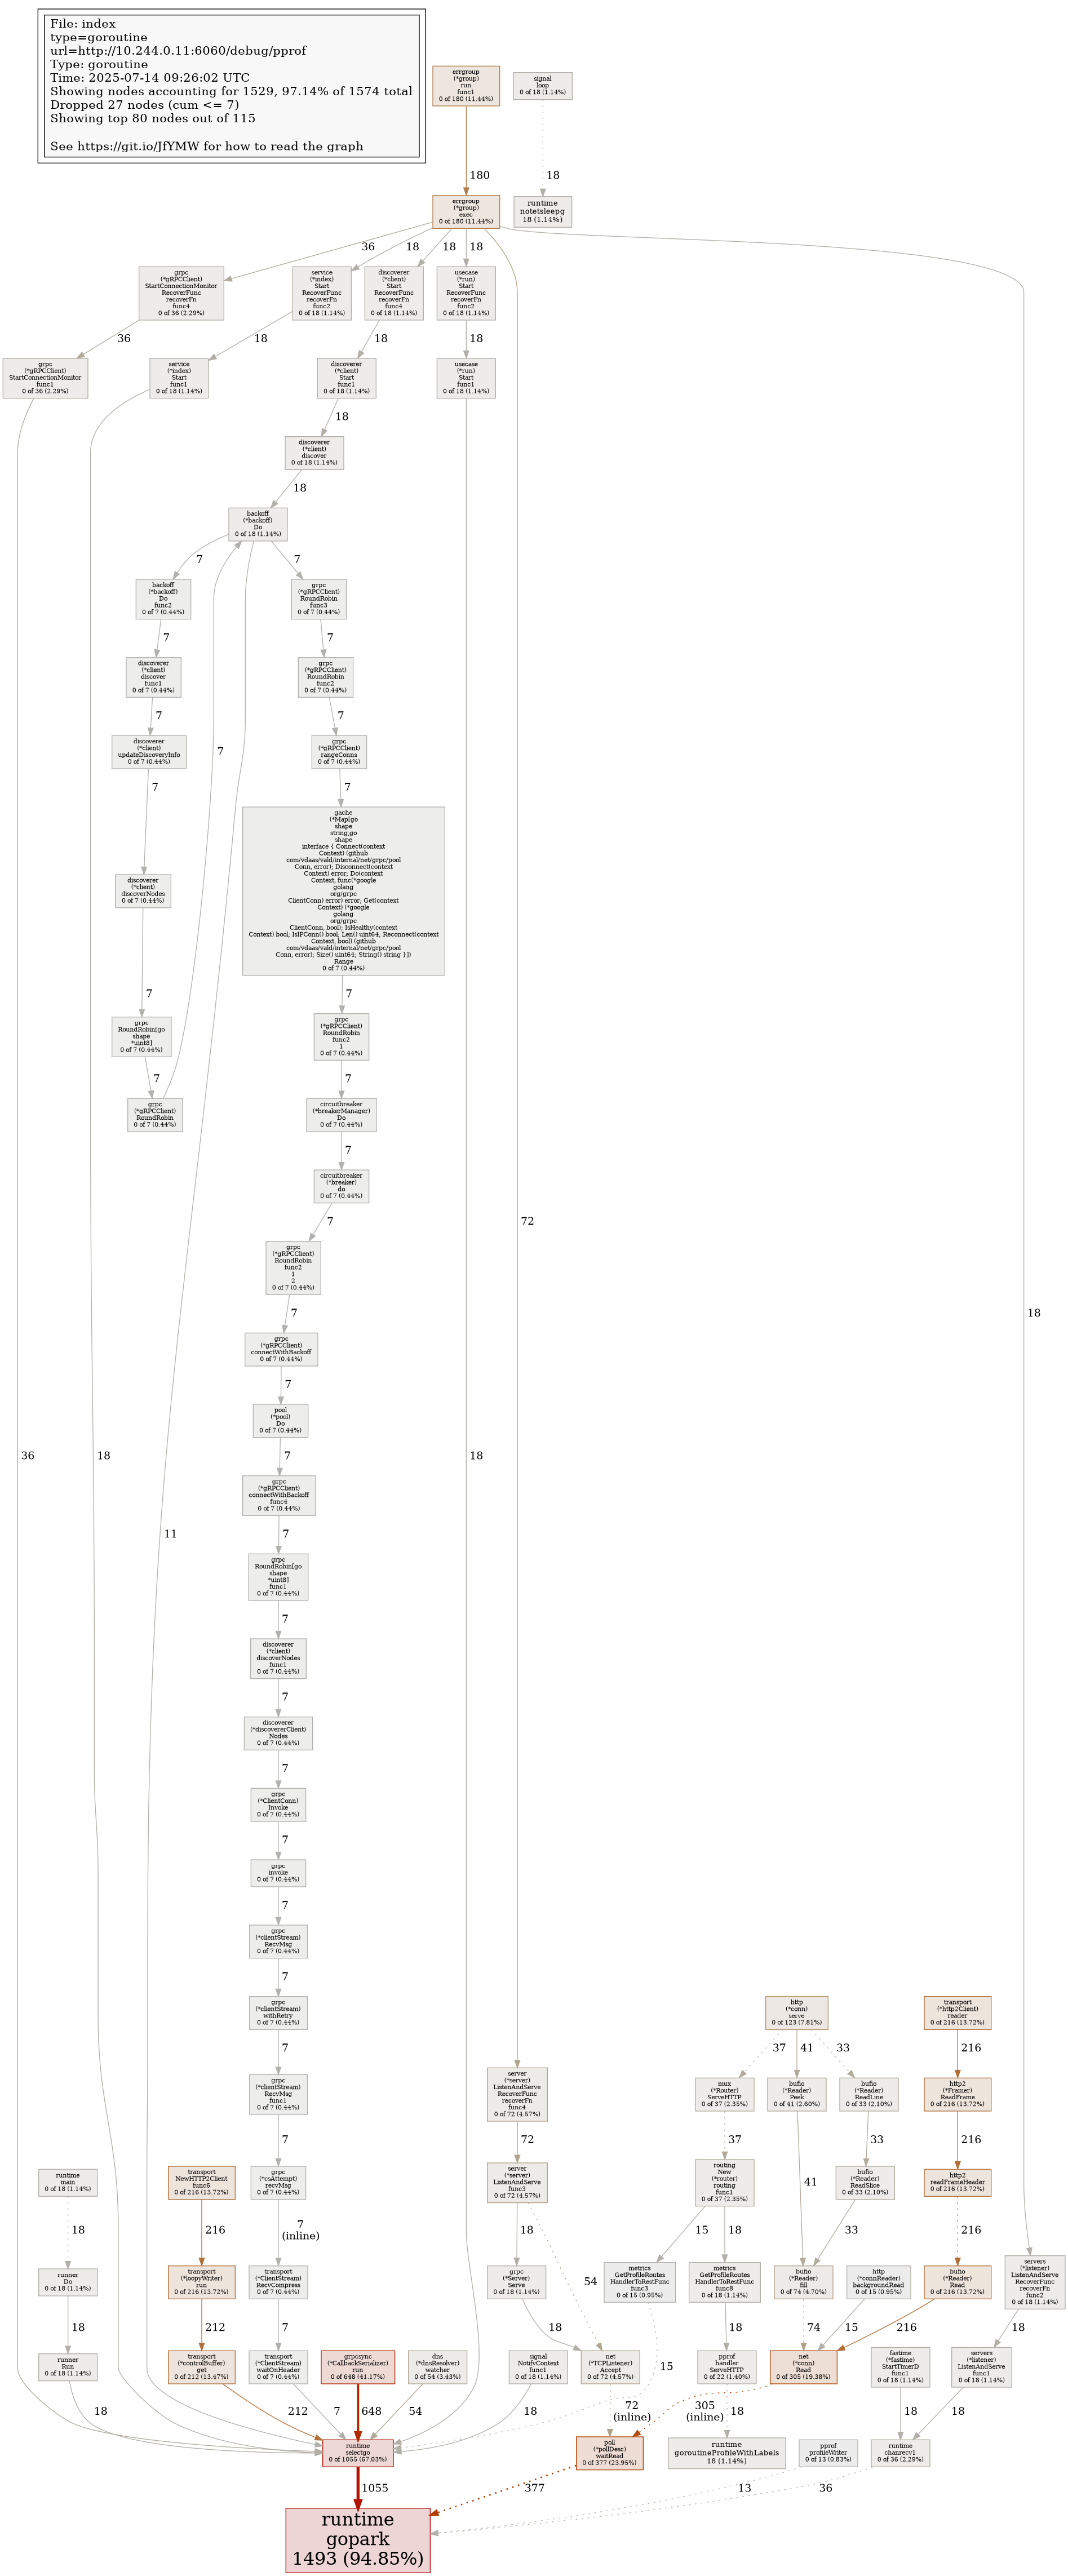 File: index
type=goroutine
url=http://10.244.0.11:6060/debug/pprof
Type: goroutine
Time: 2025-07-14 09:26:02 UTC
Showing nodes accounting for 1529, 97.14% of 1574 total
Dropped 27 nodes (cum <= 7)
Showing top 80 nodes out of 115
See https://git.io/JfYMW for how to read the graph
errgroup
(*group)
run
func1
0 of 180 (11.44%)
signal
loop
0 of 18 (1.14%)
180
18
errgroup
(*group)
exec
0 of 180 (11.44%)
runtime
notetsleepg
18 (1.14%)
36
18
18
18
grpc
(*gRPCClient)
StartConnectionMonitor
RecoverFunc
recoverFn
func4
0 of 36 (2.29%)
service
(*index)
Start
RecoverFunc
recoverFn
func2
0 of 18 (1.14%)
discoverer
(*client)
Start
RecoverFunc
recoverFn
func4
0 of 18 (1.14%)
usecase
(*run)
Start
RecoverFunc
recoverFn
func2
0 of 18 (1.14%)
36
18
18
18
grpc
(*gRPCClient)
StartConnectionMonitor
func1
0 of 36 (2.29%)
service
(*index)
Start
func1
0 of 18 (1.14%)
discoverer
(*client)
Start
func1
0 of 18 (1.14%)
usecase
(*run)
Start
func1
0 of 18 (1.14%)
18
discoverer
(*client)
discover
0 of 18 (1.14%)
18
backoff
(*backoff)
Do
0 of 18 (1.14%)
7
7
backoff
(*backoff)
Do
func2
0 of 7 (0.44%)
grpc
(*gRPCClient)
RoundRobin
func3
0 of 7 (0.44%)
7
7
discoverer
(*client)
discover
func1
0 of 7 (0.44%)
grpc
(*gRPCClient)
RoundRobin
func2
0 of 7 (0.44%)
7
7
discoverer
(*client)
updateDiscoveryInfo
0 of 7 (0.44%)
7
grpc
(*gRPCClient)
rangeConns
0 of 7 (0.44%)
7
7
gache
(*Map[go
shape
string,go
shape
interface { Connect(context
Context) (github
com/vdaas/vald/internal/net/grpc/pool
Conn, error); Disconnect(context
Context) error; Do(context
Context, func(*google
golang
org/grpc
ClientConn) error) error; Get(context
Context) (*google
golang
org/grpc
ClientConn, bool); IsHealthy(context
Context) bool; IsIPConn() bool; Len() uint64; Reconnect(context
Context, bool) (github
com/vdaas/vald/internal/net/grpc/pool
Conn, error); Size() uint64; String() string }])
Range
0 of 7 (0.44%)
discoverer
(*client)
discoverNodes
0 of 7 (0.44%)
7
7
grpc
RoundRobin[go
shape
*uint8]
0 of 7 (0.44%)
grpc
(*gRPCClient)
RoundRobin
func2
1
0 of 7 (0.44%)
7
7
grpc
(*gRPCClient)
RoundRobin
0 of 7 (0.44%)
circuitbreaker
(*breakerManager)
Do
0 of 7 (0.44%)
7
circuitbreaker
(*breaker)
do
0 of 7 (0.44%)
7
72
grpc
(*gRPCClient)
RoundRobin
func2
1
2
0 of 7 (0.44%)
18
7
grpc
(*gRPCClient)
connectWithBackoff
0 of 7 (0.44%)
7
pool
(*pool)
Do
0 of 7 (0.44%)
36
18
7
18
grpc
(*gRPCClient)
connectWithBackoff
func4
0 of 7 (0.44%)
11
7
grpc
RoundRobin[go
shape
*uint8]
func1
0 of 7 (0.44%)
7
discoverer
(*client)
discoverNodes
func1
0 of 7 (0.44%)
7
discoverer
(*discovererClient)
Nodes
0 of 7 (0.44%)
7
grpc
(*ClientConn)
Invoke
0 of 7 (0.44%)
7
grpc
invoke
0 of 7 (0.44%)
7
grpc
(*clientStream)
RecvMsg
0 of 7 (0.44%)
7
grpc
(*clientStream)
withRetry
0 of 7 (0.44%)
http
(*conn)
serve
0 of 123 (7.81%)
transport
(*http2Client)
reader
0 of 216 (13.72%)
7
37
41
33
216
grpc
(*clientStream)
RecvMsg
func1
0 of 7 (0.44%)
server
(*server)
ListenAndServe
RecoverFunc
recoverFn
func4
0 of 72 (4.57%)
mux
(*Router)
ServeHTTP
0 of 37 (2.35%)
bufio
(*Reader)
Peek
0 of 41 (2.60%)
bufio
(*Reader)
ReadLine
0 of 33 (2.10%)
http2
(*Framer)
ReadFrame
0 of 216 (13.72%)
7
72
37
33
216
runtime
main
0 of 18 (1.14%)
transport
NewHTTP2Client
func6
0 of 216 (13.72%)
grpc
(*csAttempt)
recvMsg
0 of 7 (0.44%)
server
(*server)
ListenAndServe
func3
0 of 72 (4.57%)
routing
New
(*router)
routing
func1
0 of 37 (2.35%)
41
bufio
(*Reader)
ReadSlice
0 of 33 (2.10%)
http2
readFrameHeader
0 of 216 (13.72%)
18
216
7
(inline)
18
15
18
33
216
runner
Do
0 of 18 (1.14%)
transport
(*loopyWriter)
run
0 of 216 (13.72%)
transport
(*ClientStream)
RecvCompress
0 of 7 (0.44%)
grpc
(*Server)
Serve
0 of 18 (1.14%)
54
metrics
GetProfileRoutes
HandlerToRestFunc
func3
0 of 15 (0.95%)
metrics
GetProfileRoutes
HandlerToRestFunc
func8
0 of 18 (1.14%)
bufio
(*Reader)
fill
0 of 74 (4.70%)
http
(*connReader)
backgroundRead
0 of 15 (0.95%)
bufio
(*Reader)
Read
0 of 216 (13.72%)
servers
(*listener)
ListenAndServe
RecoverFunc
recoverFn
func2
0 of 18 (1.14%)
18
212
7
18
18
74
15
216
18
runner
Run
0 of 18 (1.14%)
transport
(*controlBuffer)
get
0 of 212 (13.47%)
transport
(*ClientStream)
waitOnHeader
0 of 7 (0.44%)
grpcsync
(*CallbackSerializer)
run
0 of 648 (41.17%)
dns
(*dnsResolver)
watcher
0 of 54 (3.43%)
signal
NotifyContext
func1
0 of 18 (1.14%)
net
(*TCPListener)
Accept
0 of 72 (4.57%)
15
pprof
handler
ServeHTTP
0 of 22 (1.40%)
net
(*conn)
Read
0 of 305 (19.38%)
fastime
(*fastime)
StartTimerD
func1
0 of 18 (1.14%)
servers
(*listener)
ListenAndServe
func1
0 of 18 (1.14%)
18
212
7
648
54
18
72
(inline)
305
(inline)
18
18
18
runtime
selectgo
0 of 1055 (67.03%)
poll
(*pollDesc)
waitRead
0 of 377 (23.95%)
runtime
goroutineProfileWithLabels
18 (1.14%)
pprof
profileWriter
0 of 13 (0.83%)
runtime
chanrecv1
0 of 36 (2.29%)
1055
377
13
36
runtime
gopark
1493 (94.85%)